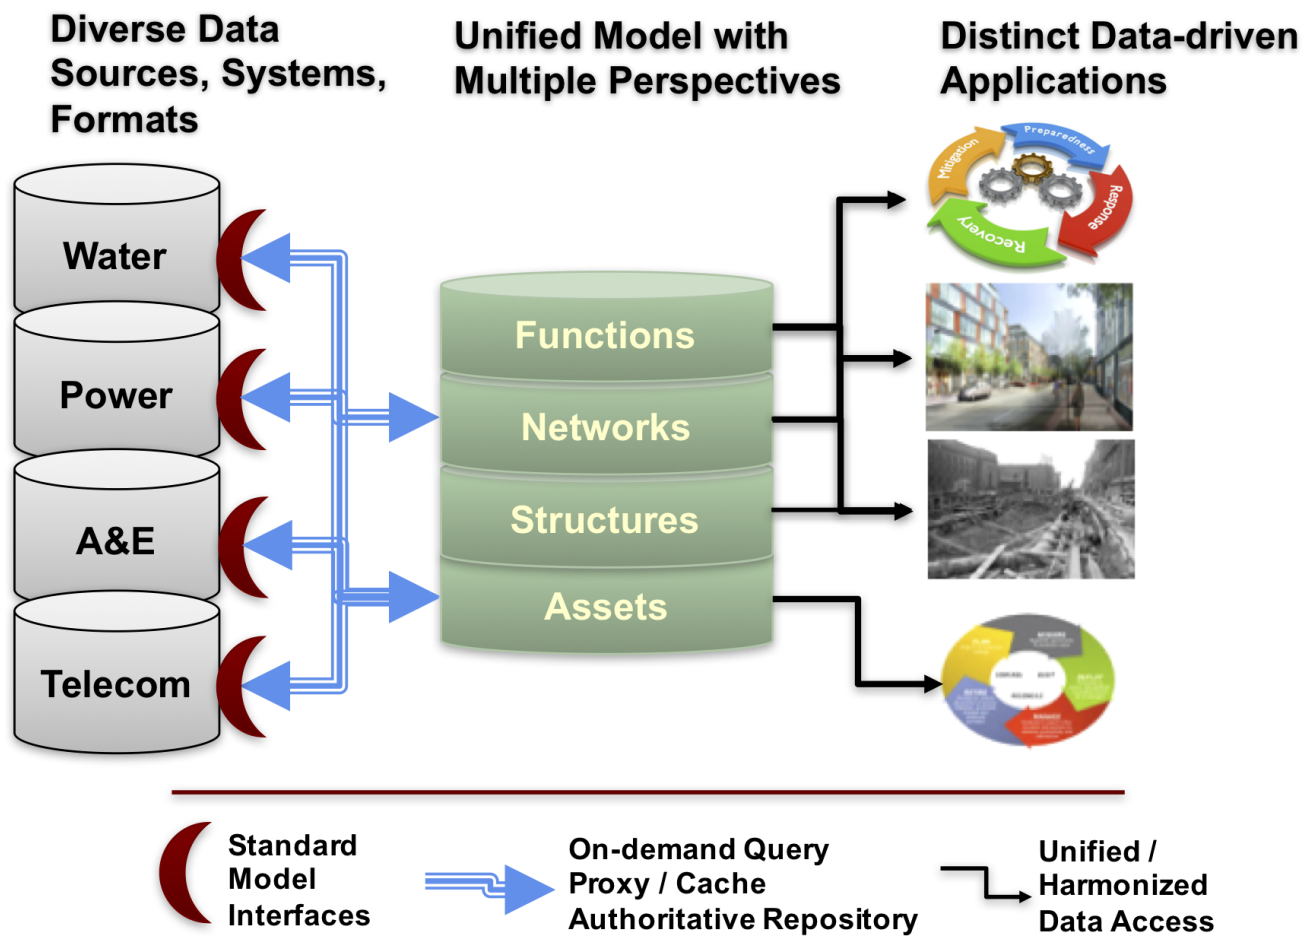 Diverse Data
Sources, Systems,
Formats
Unified Model with
Multiple Perspectives
Distinct Data-driven
Applications
Water
Power
A&E
Telecom
Functions
Networks
Structures
Assets
Mitigation
Preparedness
Response
Recovery
Standard
Model
Interfaces
On-demand Query
Proxy / Cache
Authoritative Repository
Unified /
Harmonized
Data Access